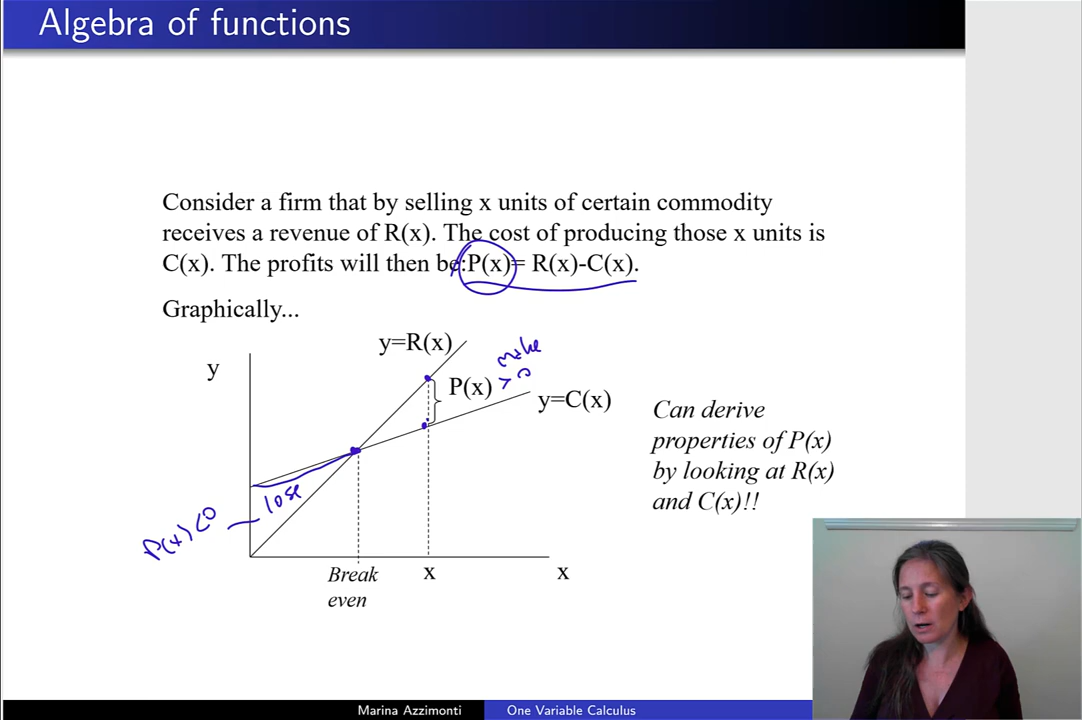 Algebra of functions
Consider a firm that by selling x units of certain commodity
receives a revenue of R(x). The cost of producing those x units is
C(x). The profits will then be:P(x)= R(x)-C(x).
Graphically...
y
y=R(x)
make
P(x) > 0
y=C(x)
lose
P(x) <0
Break
even
x
x
Can derive
properties of P(x)
by looking at R(x)
and C(x)!!
Marina Azzimonti
One Variable Calculus